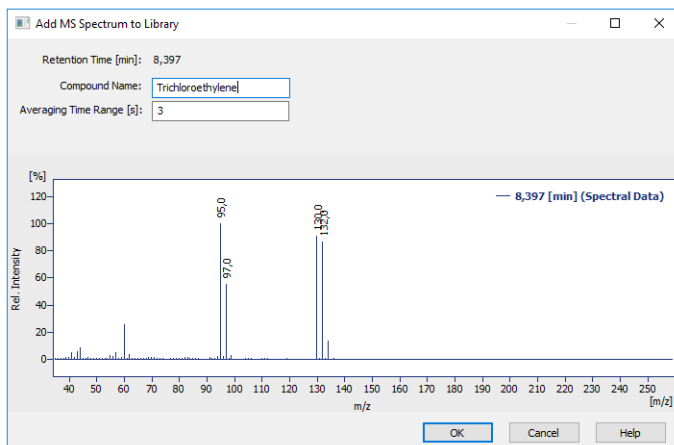 Add MS Spectrum to Library
Retention Time [min]: 8,397
Compound Name: Trichloroethylene
Averaging Time Range [s]: 3
[%]
120
100
80
60
40
20
0
Rel. Intensity
95,0
97,0
130,0
132,0
8,397 [min] (Spectral Data)
40 50 60 70 80 90 100 110 120 130 140 150 160 170 180 190 200 210 220 230 240 250
m/z [m/z]
OK Cancel Help